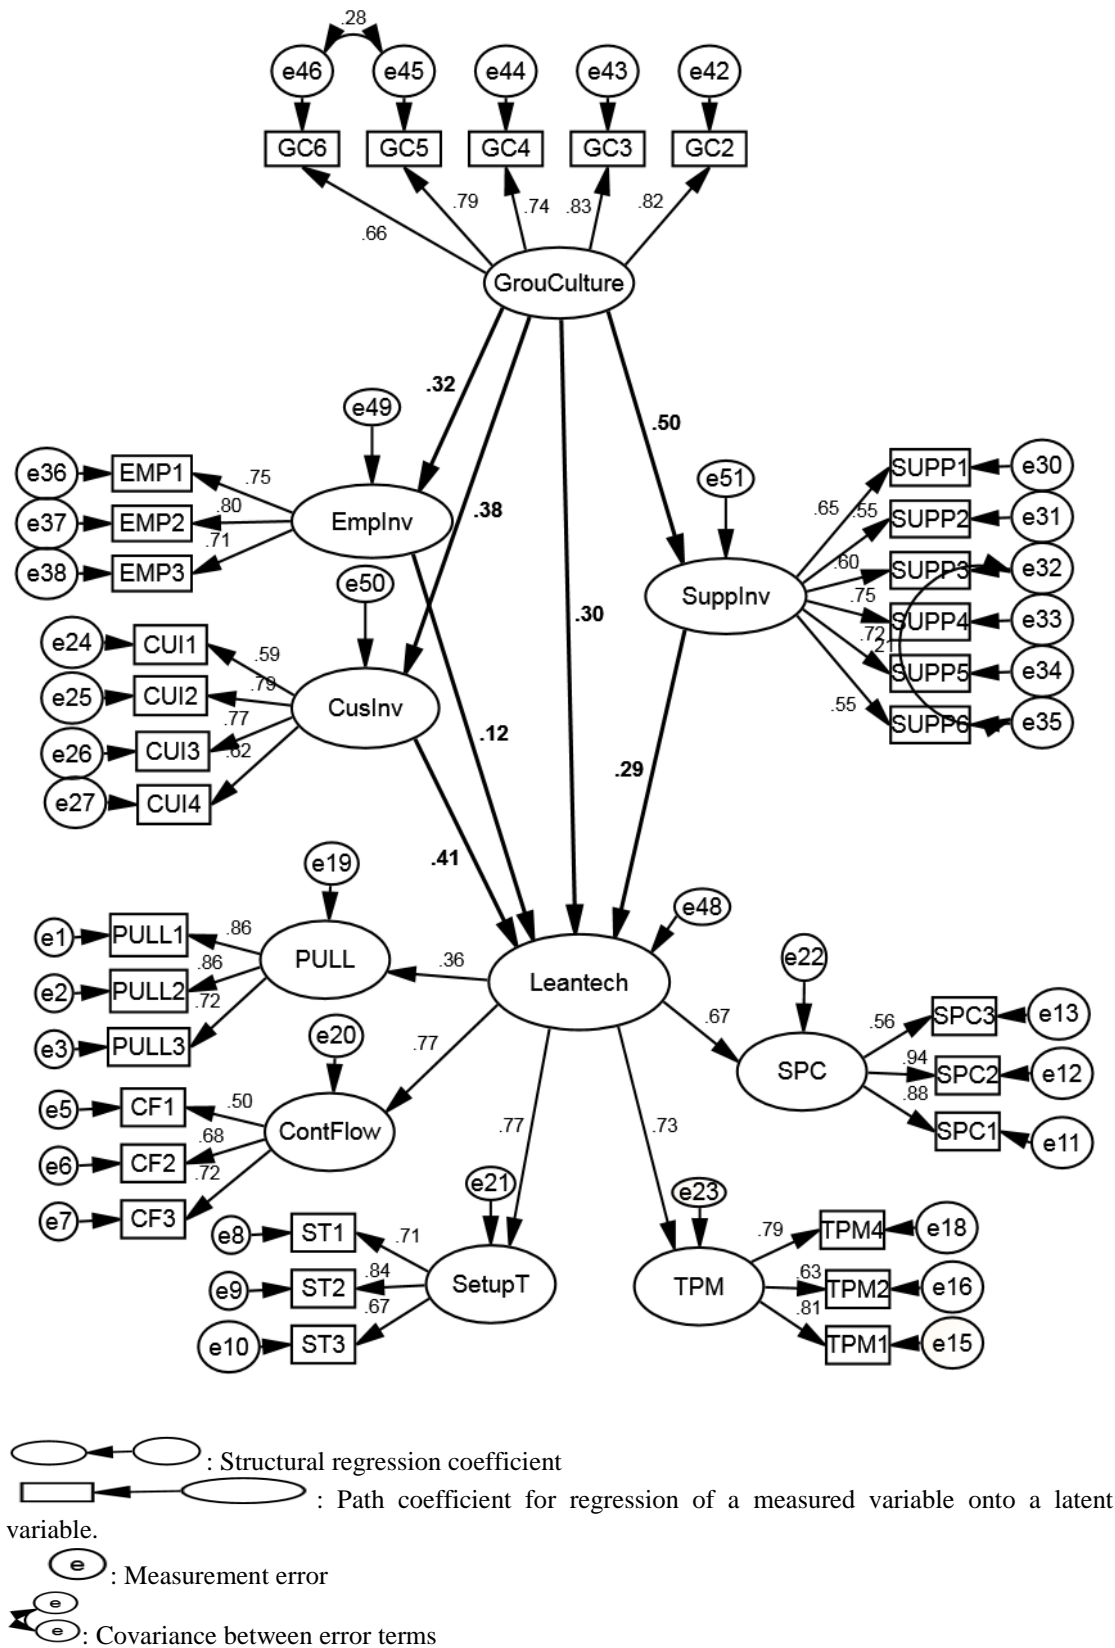 .28
e46 e45 e44 e43 e42
GC6 GC5 GC4 GC3 GC2
.66 .79 .74 .83 .82
GrouCulture
.32 .50
.38 .30
e49
e36 EMP1 .75
e37 EMP2 .80
e38 EMP3 .71
EmpInv
e51
SuppInv
.65 SUPP1 e30
.55 SUPP2 e31
.60 SUPP3 e32
.75 SUPP4 e33
.72 SUPP5 e34
.55 SUPP6 e35
.21
e50
e24 CUI1 .59
e25 CUI2 .79
e26 CUI3 .77
e27 CUI4 .62
CusInv
.12
.29
.41
e19
e1 PULL1 .86
e2 PULL2 .86
e3 PULL3 .72
PULL
.36
Leantech
e48
e22
.67
SPC
.56 SPC3 e13
.94 SPC2 e12
.88 SPC1 e11
e20
.77
e5 CF1 .50
e6 CF2 .68
e7 CF3 .72
ContFlow
.77
.73
e21
e8 ST1 .71
e9 ST2 .84
e10 ST3 .67
SetupT
e23
TPM
.79 TPM4 e18
.63 TPM2 e16
.81 TPM1 e15
: Structural regression coefficient
: Path coefficient for regression of a measured variable onto a latent
variable.
e : Measurement error
e
e : Covariance between error terms